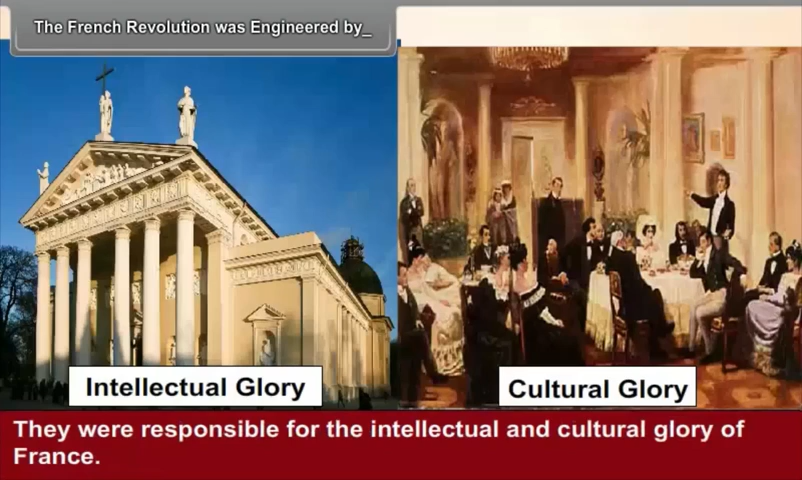 The French Revolution was Engineered by_
Intellectual Glory
Cultural Glory
They were responsible for the intellectual and cultural glory of
France.